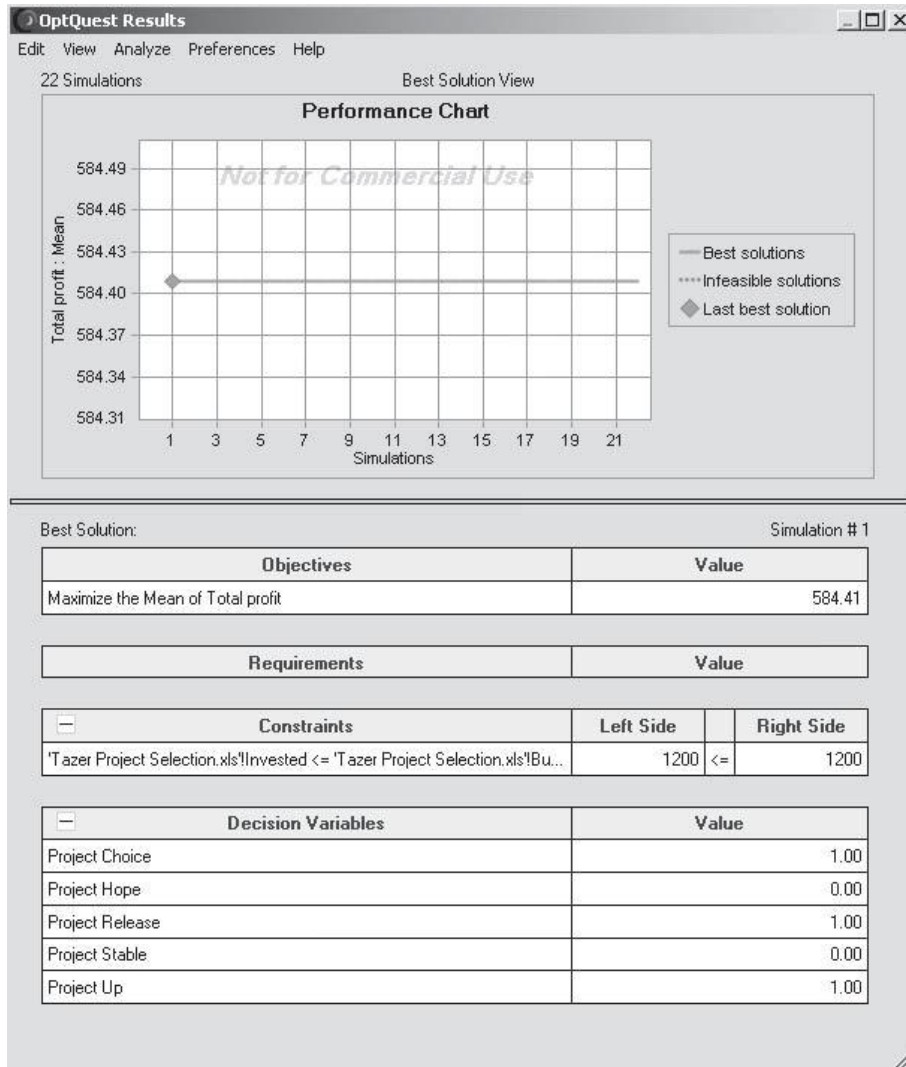 OptQuest Results
Edit View Analyze Preferences Help
22 Simulations Best Solution View
Performance Chart
Not for Commercial Use
584.49
584.46
584.43
584.40
584.37
584.34
584.31
Total profit : Mean
1 3 5 7 9 11 13 15 17 19 21
Simulations
Best solutions
Infeasible solutions
Last best solution
Best Solution: Simulation # 1
Objectives Value
Maximize the Mean of Total profit 584.41
Requirements Value
Constraints Left Side Right Side
'Tazer Project Selection.xls'!Invested <= 'Tazer Project Selection.xls'!Bu... 1200 <= 1200
Decision Variables Value
Project Choice 1.00
Project Hope 0.00
Project Release 1.00
Project Stable 0.00
Project Up 1.00